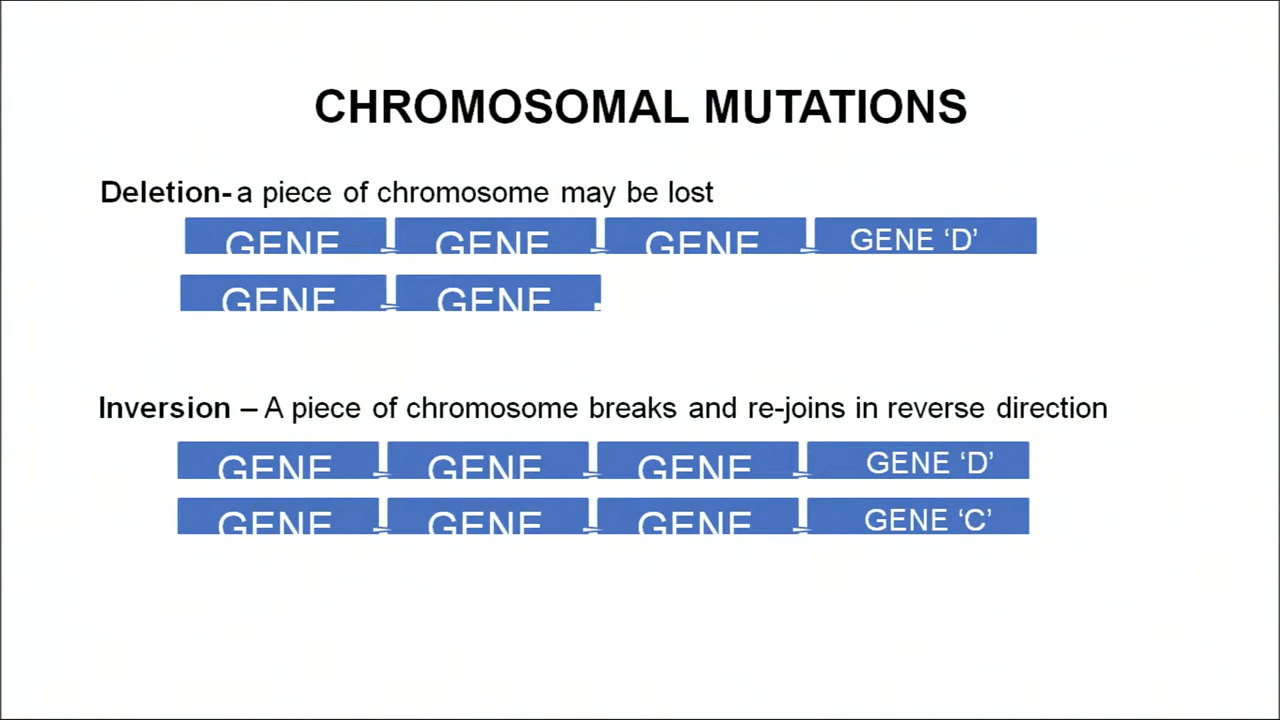 CHROMOSOMAL MUTATIONS
Deletion- a piece of chromosome may be lost
GENE GENE GENE GENE ‘D’
GENE GENE
Inversion – A piece of chromosome breaks and re-joins in reverse direction
GENE GENE GENE GENE ‘D’
GENE GENE GENE GENE ‘C’